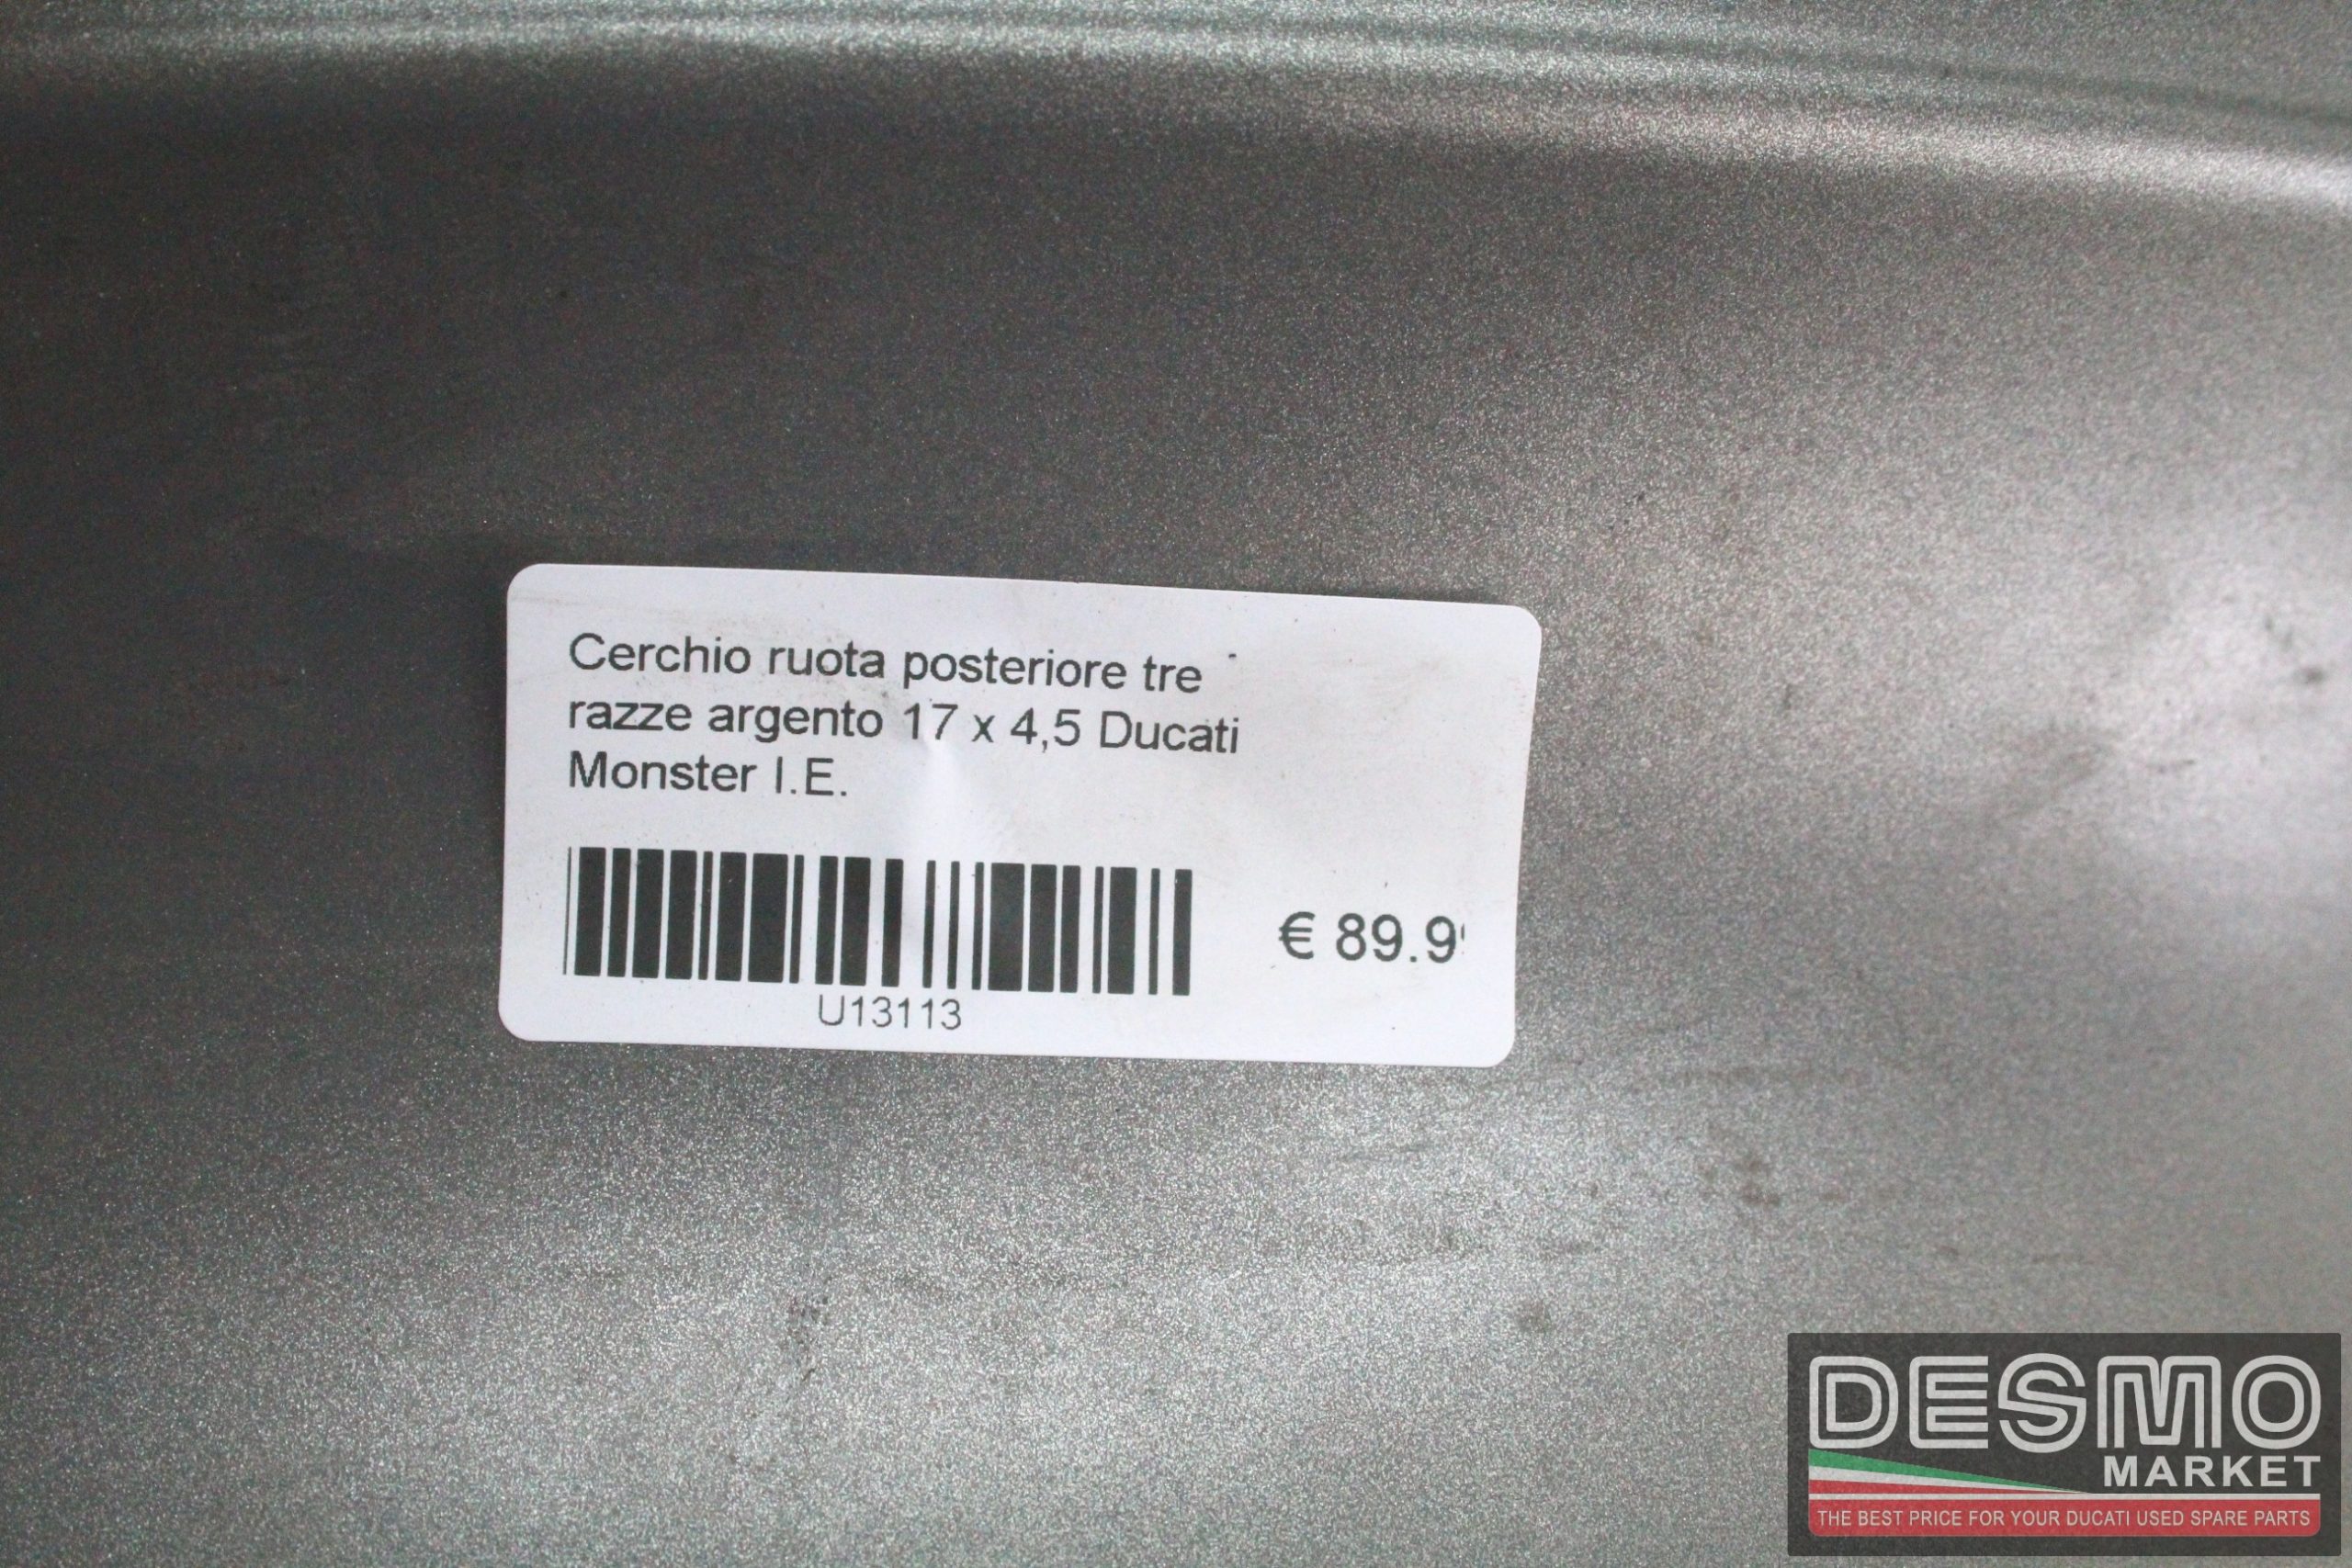 Cerchio ruota posteriore tre
razze argento 17 x 4,5 Ducati
Monster I.E.
€ 89.9
U13113
DESMO
MARKET
THE BEST PRICE FOR YOUR DUCATI USED SPARE PARTS